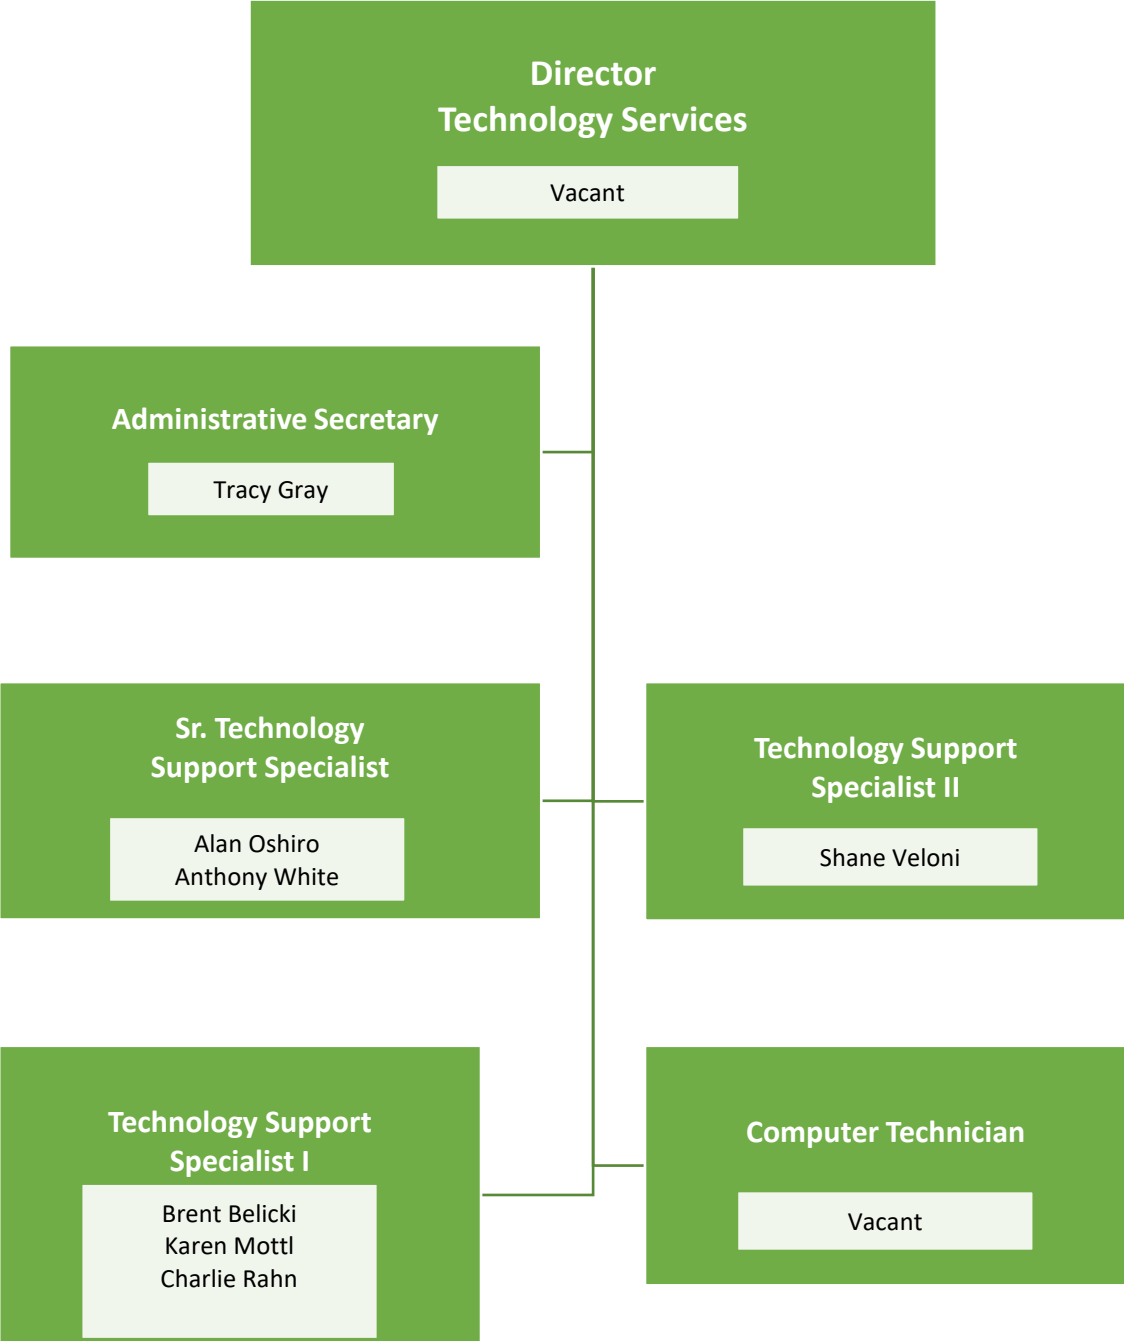 Director
Technology Services
Vacant
Administrative Secretary
Tracy Gray
Sr. Technology
Support Specialist
Alan Oshiro
Anthony White
Technology Support
Specialist II
Shane Veloni
Technology Support
Specialist I
Brent Belicki
Karen Mottl
Charlie Rahn
Computer Technician
Vacant